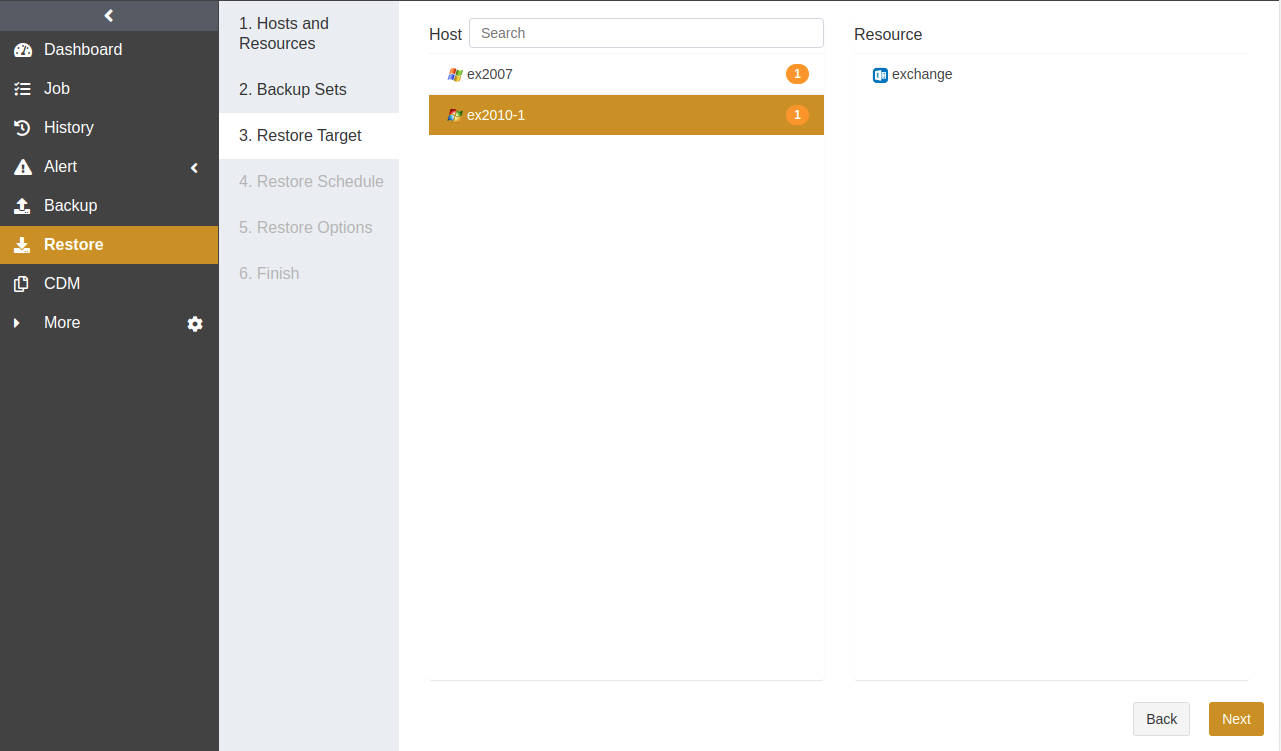 Dashboard
Job
History
Alert
Backup
Restore
CDM
More
1. Hosts and
Resources
2. Backup Sets
3. Restore Target
4. Restore Schedule
5. Restore Options
6. Finish
Host
Search
ex2007
1
ex2010-1
1
Resource
exchange
Back
Next